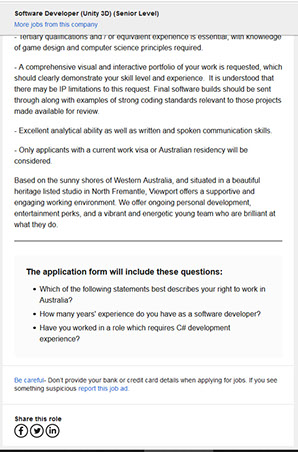 Software Developer (Unity 3D) (Senior Level)
More jobs from this company
- Tertiary qualifications and / or equivalent experience is essential, with knowledge
of game design and computer science principles required.
- A comprehensive visual and interactive portfolio of your work is requested, which
should clearly demonstrate your skill level and experience. It is understood that
there may be IP limitations to this request. Final software builds should be sent
through along with examples of strong coding standards relevant to those projects
made available for review.
- Excellent analytical ability as well as written and spoken communication skills.
- Only applicants with a current work visa or Australian residency will be
considered.
Based on the sunny shores of Western Australia, and situated in a beautiful
heritage listed studio in North Fremantle, Viewport offers a supportive and
engaging working environment. We offer ongoing personal development,
entertainment perks, and a vibrant and energetic young team who are brilliant at
what they do.
The application form will include these questions:
• Which of the following statements best describes your right to work in
Australia?
• How many years' experience do you have as a software developer?
• Have you worked in a role which requires C# development
experience?
Be careful- Don't provide your bank or credit card details when applying for jobs. If you see
something suspicious report this job ad.
Share this role